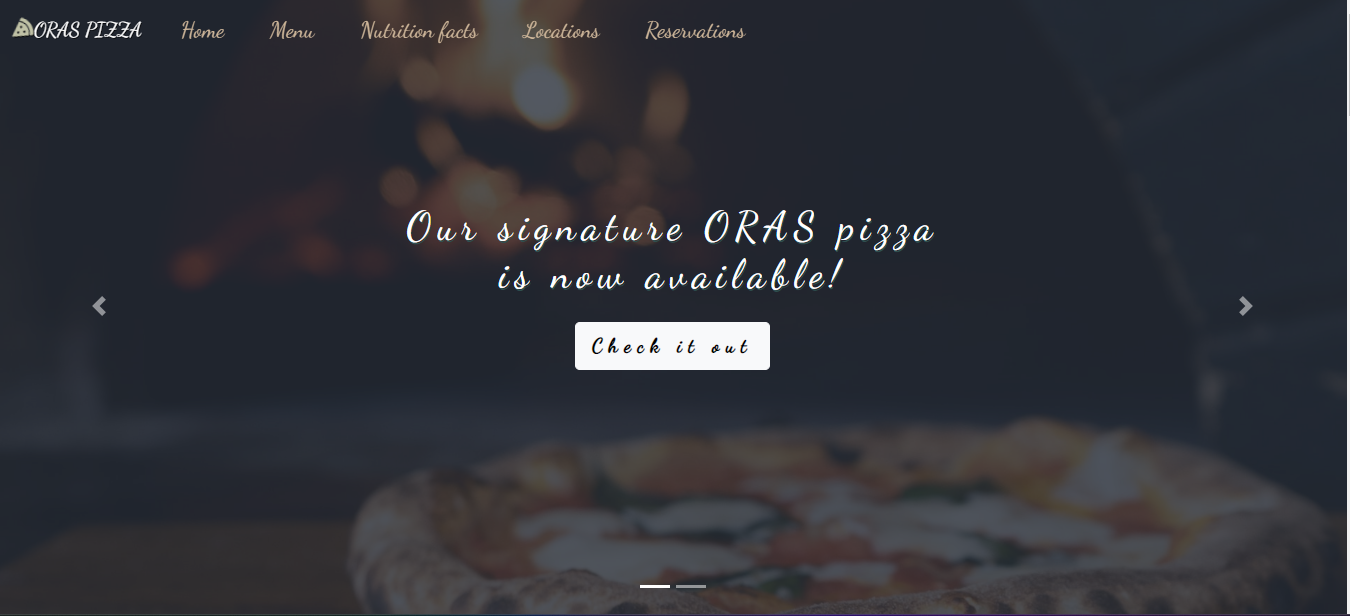 ORAS PIZZA Home Menu Nutrition facts Locations Reservations
Our signature ORAS pizza
is now available!
Check it out